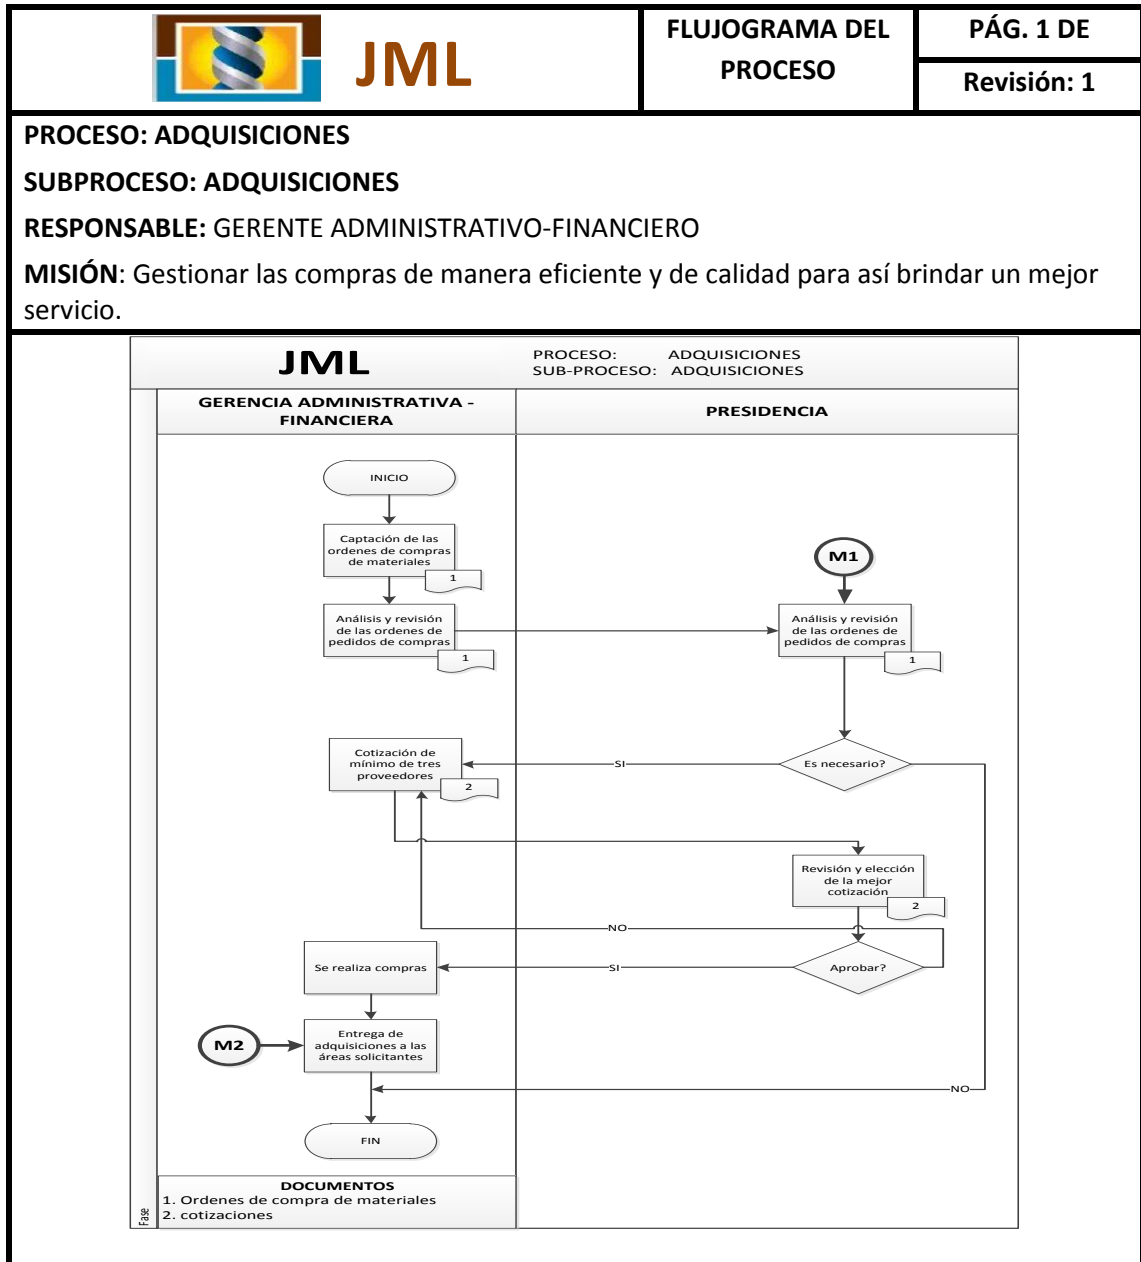 JML
FLUJOGRAMA DEL
PROCESO
PÁG. 1 DE
Revisión: 1
PROCESO: ADQUISICIONES
SUBPROCESO: ADQUISICIONES
RESPONSABLE: GERENTE ADMINISTRATIVO-FINANCIERO
MISIÓN: Gestionar las compras de manera eficiente y de calidad para así brindar un mejor
servicio.
JML
PROCESO: ADQUISICIONES
SUB-PROCESO: ADQUISICIONES
GERENCIA ADMINISTRATIVA -
FINANCIERA
PRESIDENCIA
INICIO
Captación de las
ordenes de compras
de materiales
1
M1
Análisis y revisión
de las ordenes de
pedidos de compras
1
Análisis y revisión
de las ordenes de
pedidos de compras
1
Cotización de
mínimo de tres
proveedores
2
SI
Es necesario?
Revisión y elección
de la mejor
cotización
2
NO
Se realiza compras
SI
Aprobar?
M2
Entrega de
adquisiciones a las
áreas solicitantes
NO
FIN
DOCUMENTOS
1. Ordenes de compra de materiales
2. cotizaciones
Fase